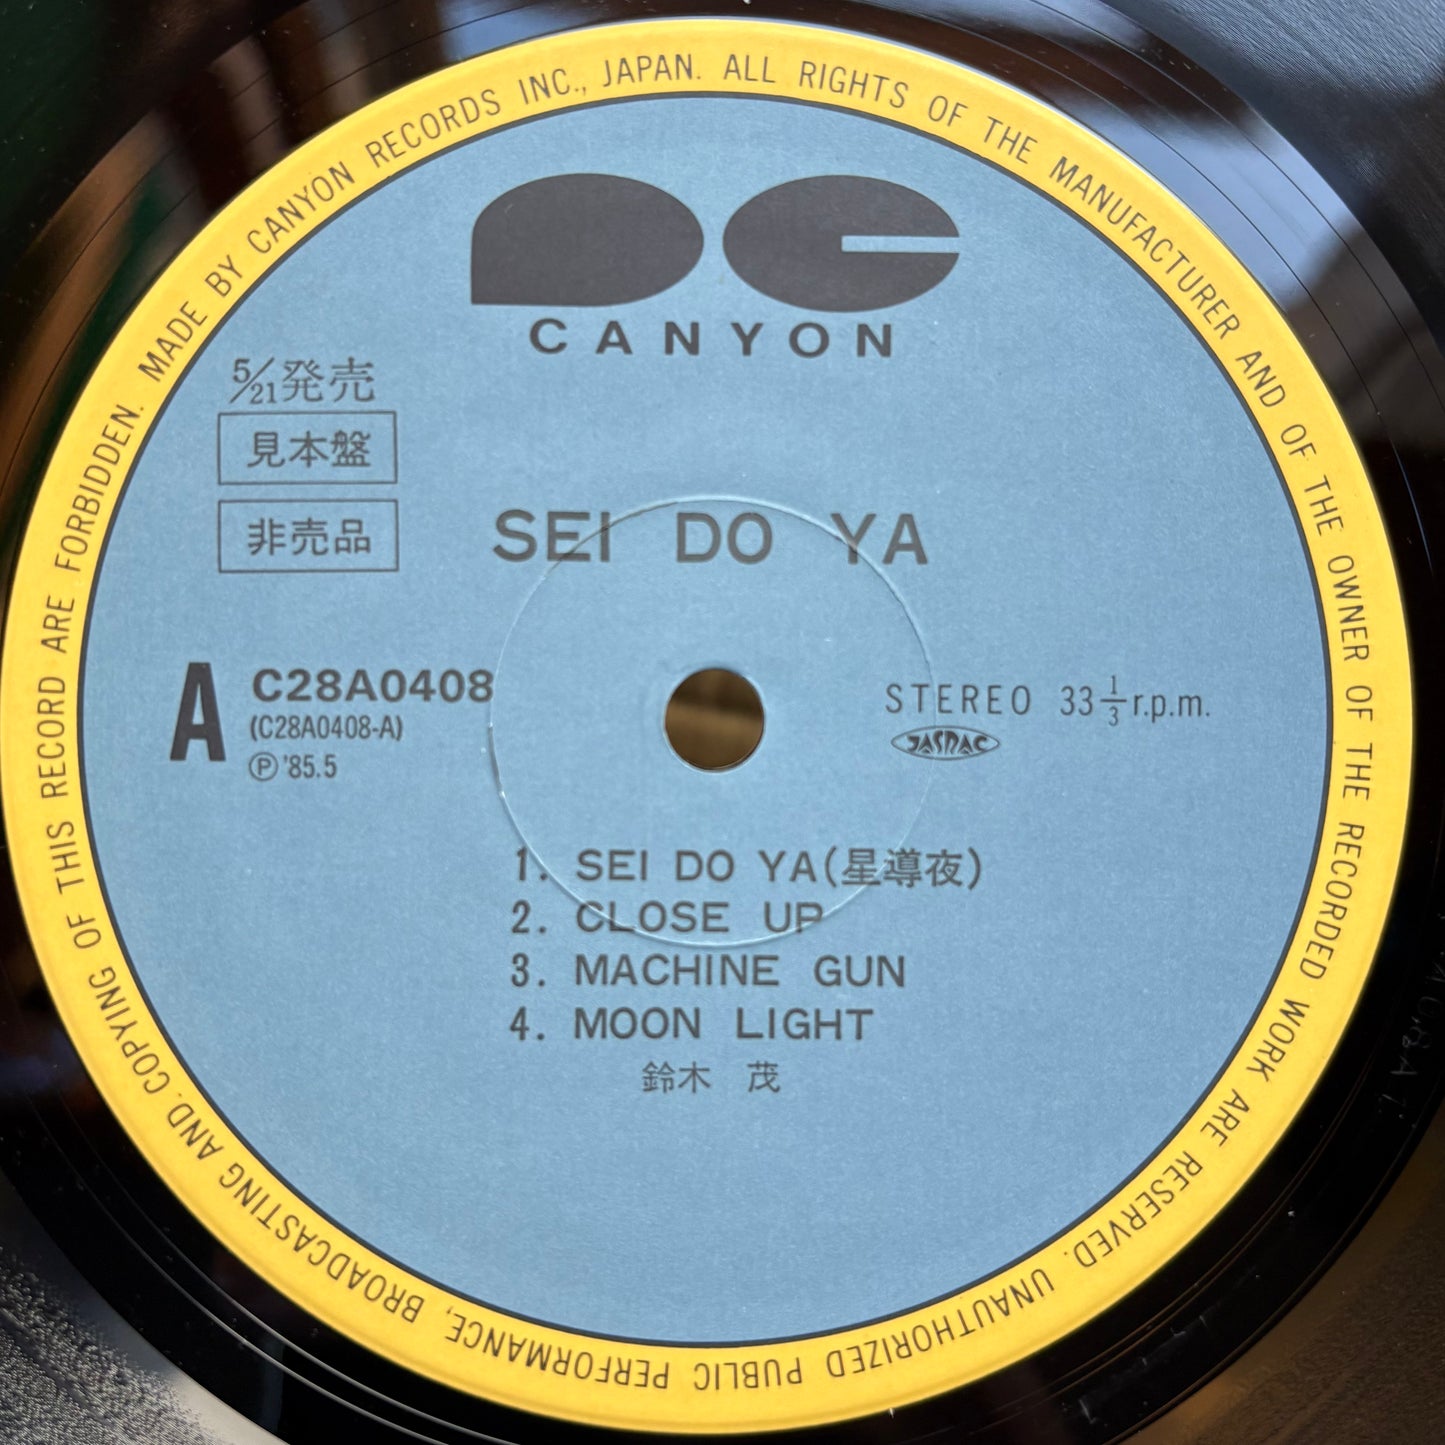 MADE BY CANYON RECORDS INC., JAPAN. ALL RIGHTS OF THE MANUFACTURER AND OF THE OWNER OF THE RECORDED WORK ARE RESERVED. UNAUTHORIZED PUBLIC PERFORMANCE, BROADCASTING AND COPYING OF THIS RECORD ARE FORBIDDEN.
CANYON
5/21発売
見本盤
非売品
SEI DO YA
A
C28A0408
(C28A0408-A)
Ⓟ '85.5
STEREO 33 1/3 r.p.m.
JASRAC
1. SEI DO YA(星導夜)
2. CLOSE UP
3. MACHINE GUN
4. MOON LIGHT
鈴木 茂